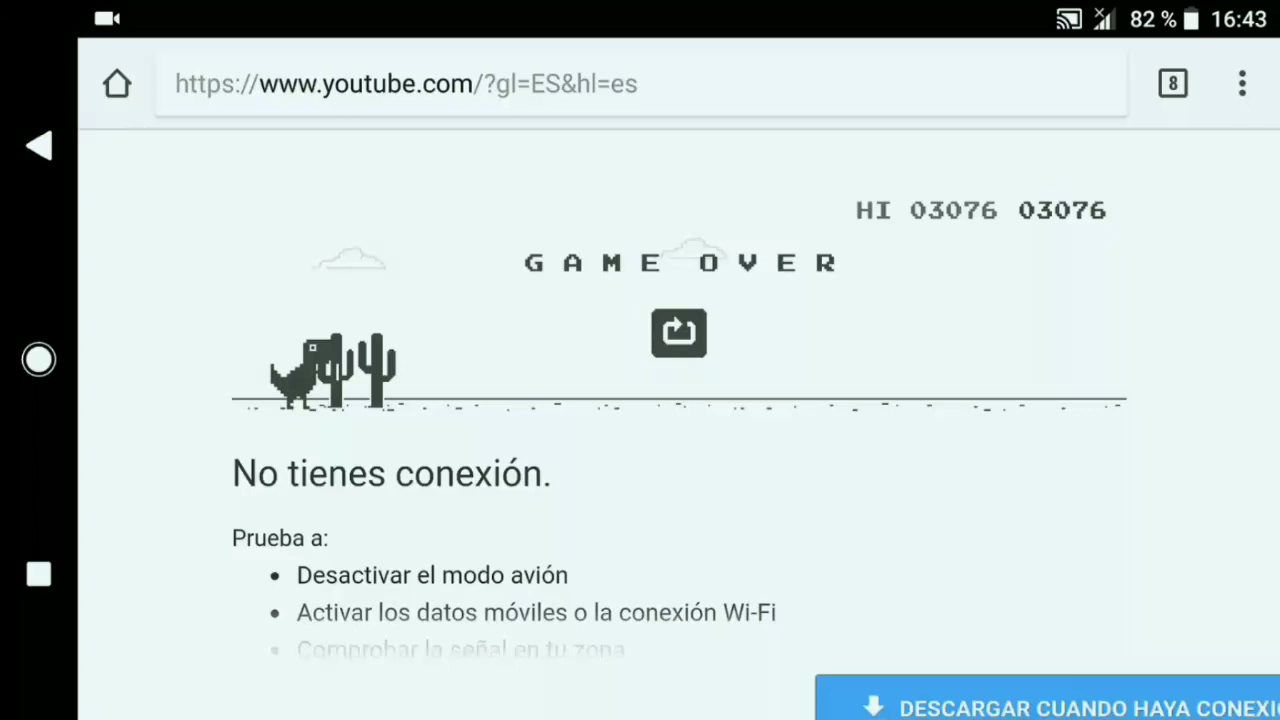 82 % 16:43
https://www.youtube.com/?gl=ES&hl=es 8
HI 03076 03076
GAME OVER
No tienes conexión.
Prueba a:
• Desactivar el modo avión
• Activar los datos móviles o la conexión Wi-Fi
• Comprobar la señal en tu zona
DESCARGAR CUANDO HAYA CONEXI